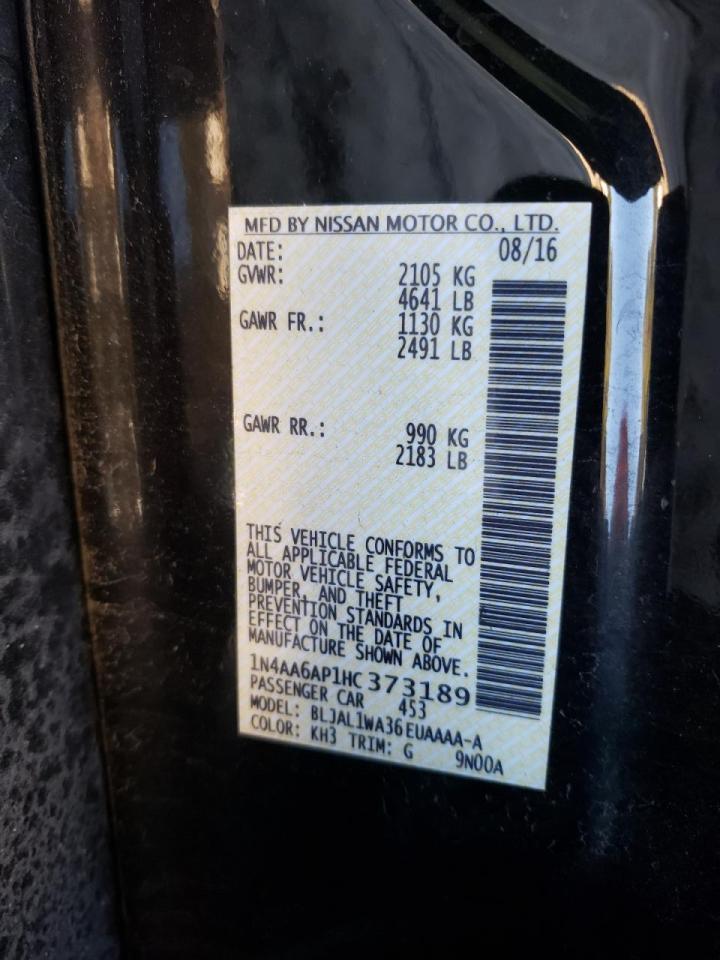 MFD BY NISSAN MOTOR CO., LTD.
DATE: 08/16
GVWR: 2105 KG
4641 LB
GAWR FR.: 1130 KG
2491 LB
GAWR RR.: 990 KG
2183 LB
THIS VEHICLE CONFORMS TO
ALL APPLICABLE FEDERAL
MOTOR VEHICLE SAFETY,
BUMPER, AND THEFT
PREVENTION STANDARDS IN
EFFECT ON THE DATE OF
MANUFACTURE SHOWN ABOVE.
1N4AA6AP1HC 373189
PASSENGER CAR 453
MODEL: BLJAL1WA36EUAAAA-A
COLOR: KH3 TRIM: G 9N00A